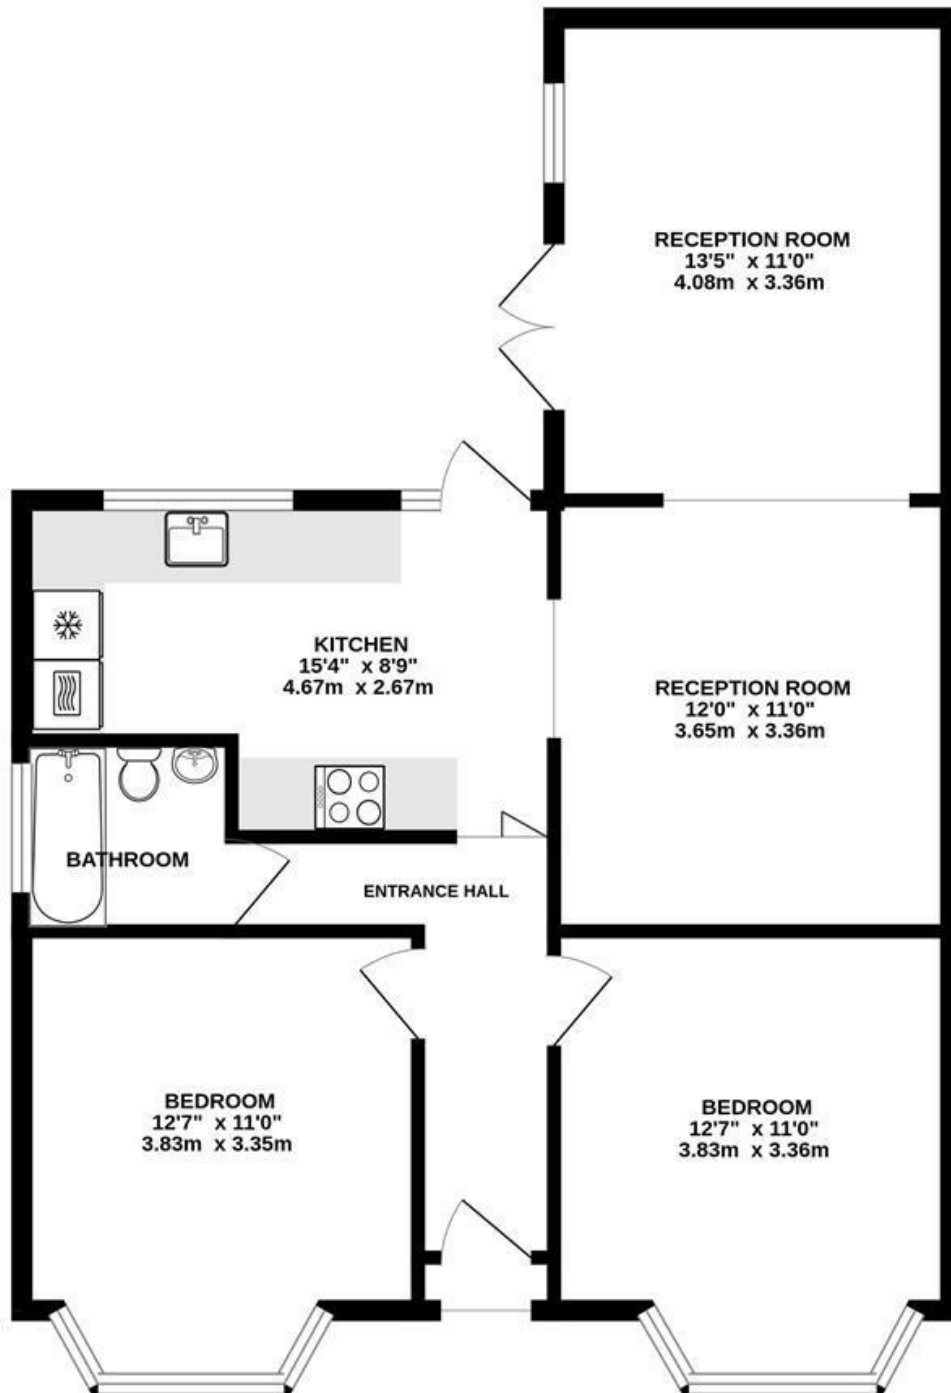 RECEPTION ROOM
13'5" x 11'0"
4.08m x 3.36m
KITCHEN
15'4" x 8'9"
4.67m x 2.67m
RECEPTION ROOM
12'0" x 11'0"
3.65m x 3.36m
BATHROOM
ENTRANCE HALL
BEDROOM
12'7" x 11'0"
3.83m x 3.35m
BEDROOM
12'7" x 11'0"
3.83m x 3.36m